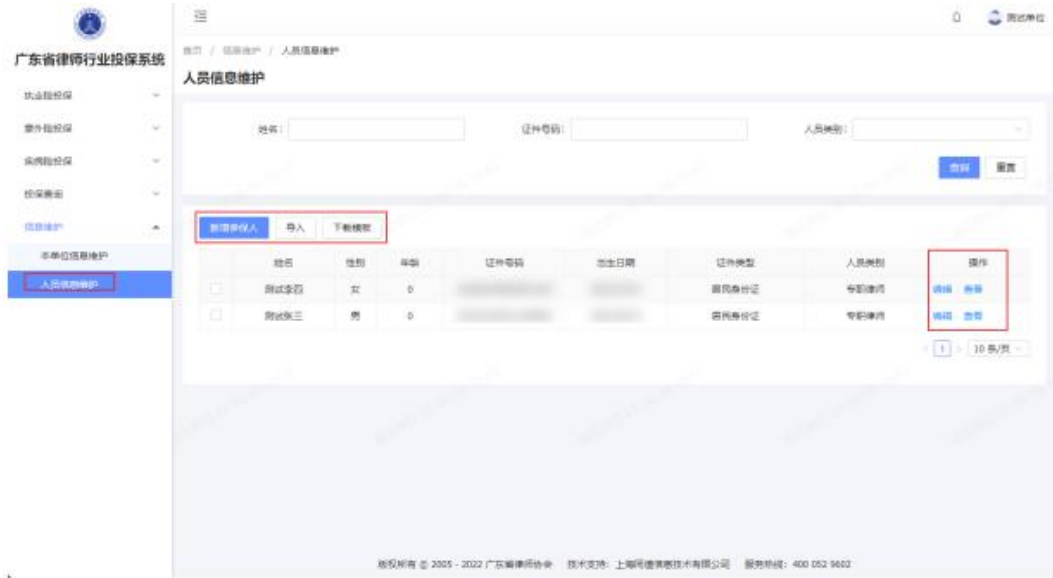 测试单位
广东省律师行业投保系统
首页 / 信息维护 / 人员信息维护
人员信息维护
执业险投保
意外险投保
疾病险投保
投保费用
信息维护
本单位信息维护
人员信息维护
姓名:
证件号码:
人员类别:
查询 重置
新增参保人 导入 下载模板
姓名 性别 年龄 证件号码 出生日期 证件类型 人员类别 操作
测试李四 女 0 居民身份证 专职律师 编辑 查看
测试张三 男 0 居民身份证 专职律师 编辑 查看
< 1 > 10 条/页
版权所有 © 2005 - 2022 广东省律师协会 技术支持: 上海同道信息技术有限公司 服务热线: 400 052 9602